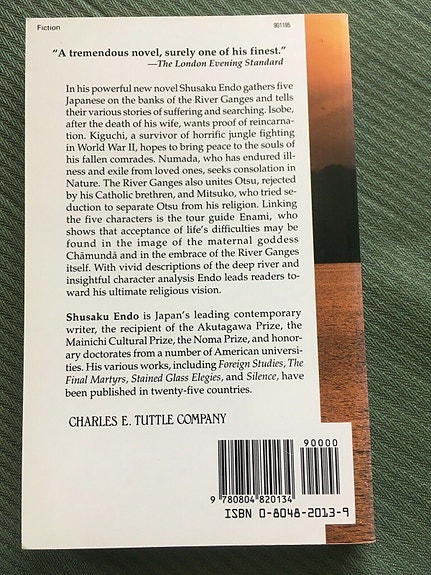 Fiction
901195
“A tremendous novel, surely one of his finest.”
—The London Evening Standard
In his powerful new novel Shusaku Endo gathers five
Japanese on the banks of the River Ganges and tells
their various stories of suffering and searching. Isobe,
after the death of his wife, wants proof of reincarna-
tion. Kiguchi, a survivor of horrific jungle fighting
in World War II, hopes to bring peace to the souls of
his fallen comrades. Numada, who has endured ill-
ness and exile from loved ones, seeks consolation in
Nature. The River Ganges also unites Otsu, rejected
by his Catholic brethren, and Mitsuko, who tried se-
duction to separate Otsu from his religion. Linking
the five characters is the tour guide Enami, who
shows that acceptance of life’s difficulties may be
found in the image of the maternal goddess
Chāmundā and in the embrace of the River Ganges
itself. With vivid descriptions of the deep river and
insightful character analysis Endo leads readers to-
ward his ultimate religious vision.
Shusaku Endo is Japan’s leading contemporary
writer, the recipient of the Akutagawa Prize, the
Mainichi Cultural Prize, the Noma Prize, and honor-
ary doctorates from a number of American universi-
ties. His various works, including Foreign Studies, The
Final Martyrs, Stained Glass Elegies, and Silence, have
been published in twenty-five countries.
CHARLES E. TUTTLE COMPANY
90000
9 780804 820134
ISBN 0-8048-2013-9